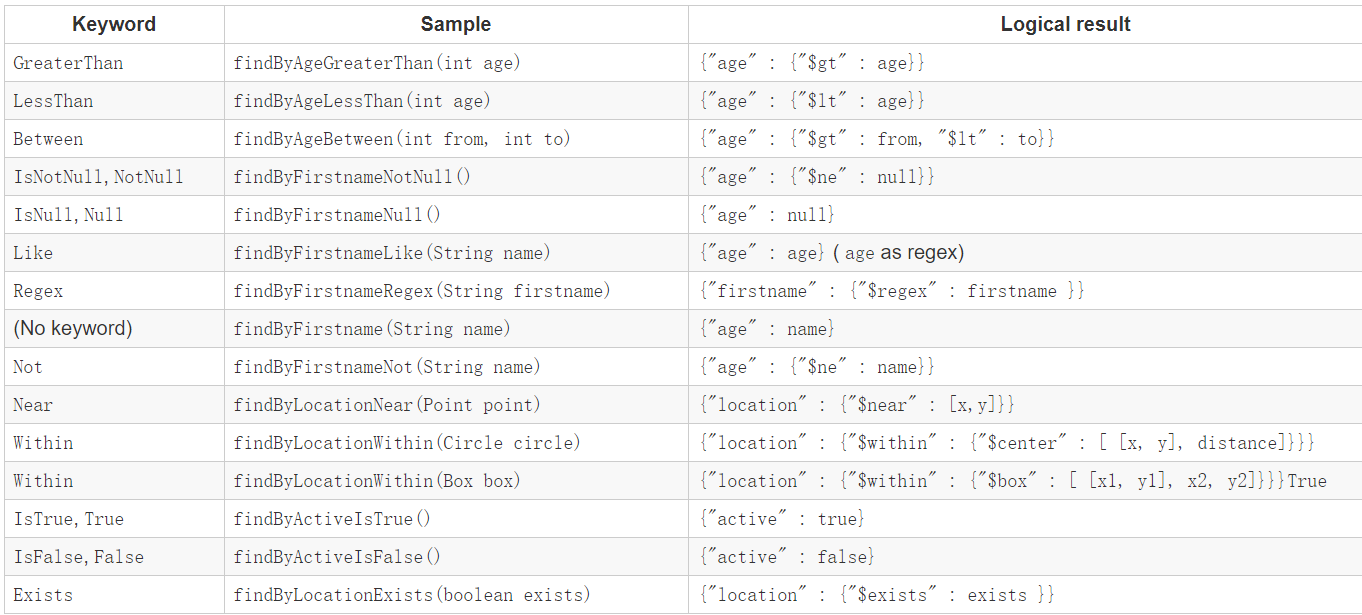 Keyword Sample Logical result
GreaterThan findByAgeGreaterThan(int age) {"age" : {"$gt" : age}}
LessThan findByAgeLessThan(int age) {"age" : {"$lt" : age}}
Between findByAgeBetween(int from, int to) {"age" : {"$gt" : from, "$lt" : to}}
IsNotNull,NotNull findByFirstnameNotNull() {"age" : {"$ne" : null}}
IsNull,Null findByFirstnameNull() {"age" : null}
Like findByFirstnameLike(String name) {"age" : age} ( age as regex)
Regex findByFirstnameRegex(String firstname) {"firstname" : {"$regex" : firstname }}
(No keyword) findByFirstname(String name) {"age" : name}
Not findByFirstnameNot(String name) {"age" : {"$ne" : name}}
Near findByLocationNear(Point point) {"location" : {"$near" : [x,y]}}
Within findByLocationWithin(Circle circle) {"location" : {"$within" : {"$center" : [ [x, y], distance]}}}
Within findByLocationWithin(Box box) {"location" : {"$within" : {"$box" : [ [x1, y1], x2, y2]}}}True
IsTrue,True findByActiveIsTrue() {"active" : true}
IsFalse,False findByActiveIsFalse() {"active" : false}
Exists findByLocationExists(boolean exists) {"location" : {"$exists" : exists }}